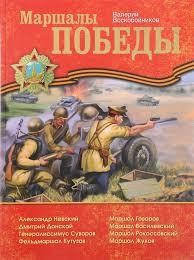 Валерий
Воскобойников
Маршалы
ПОБЕДЫ
Александр Невский
Дмитрий Донской
Генералиссимус Суворов
Фельдмаршал Кутузов
Маршал Говоров
Маршал Василевский
Маршал Рокоссовский
Маршал Жуков